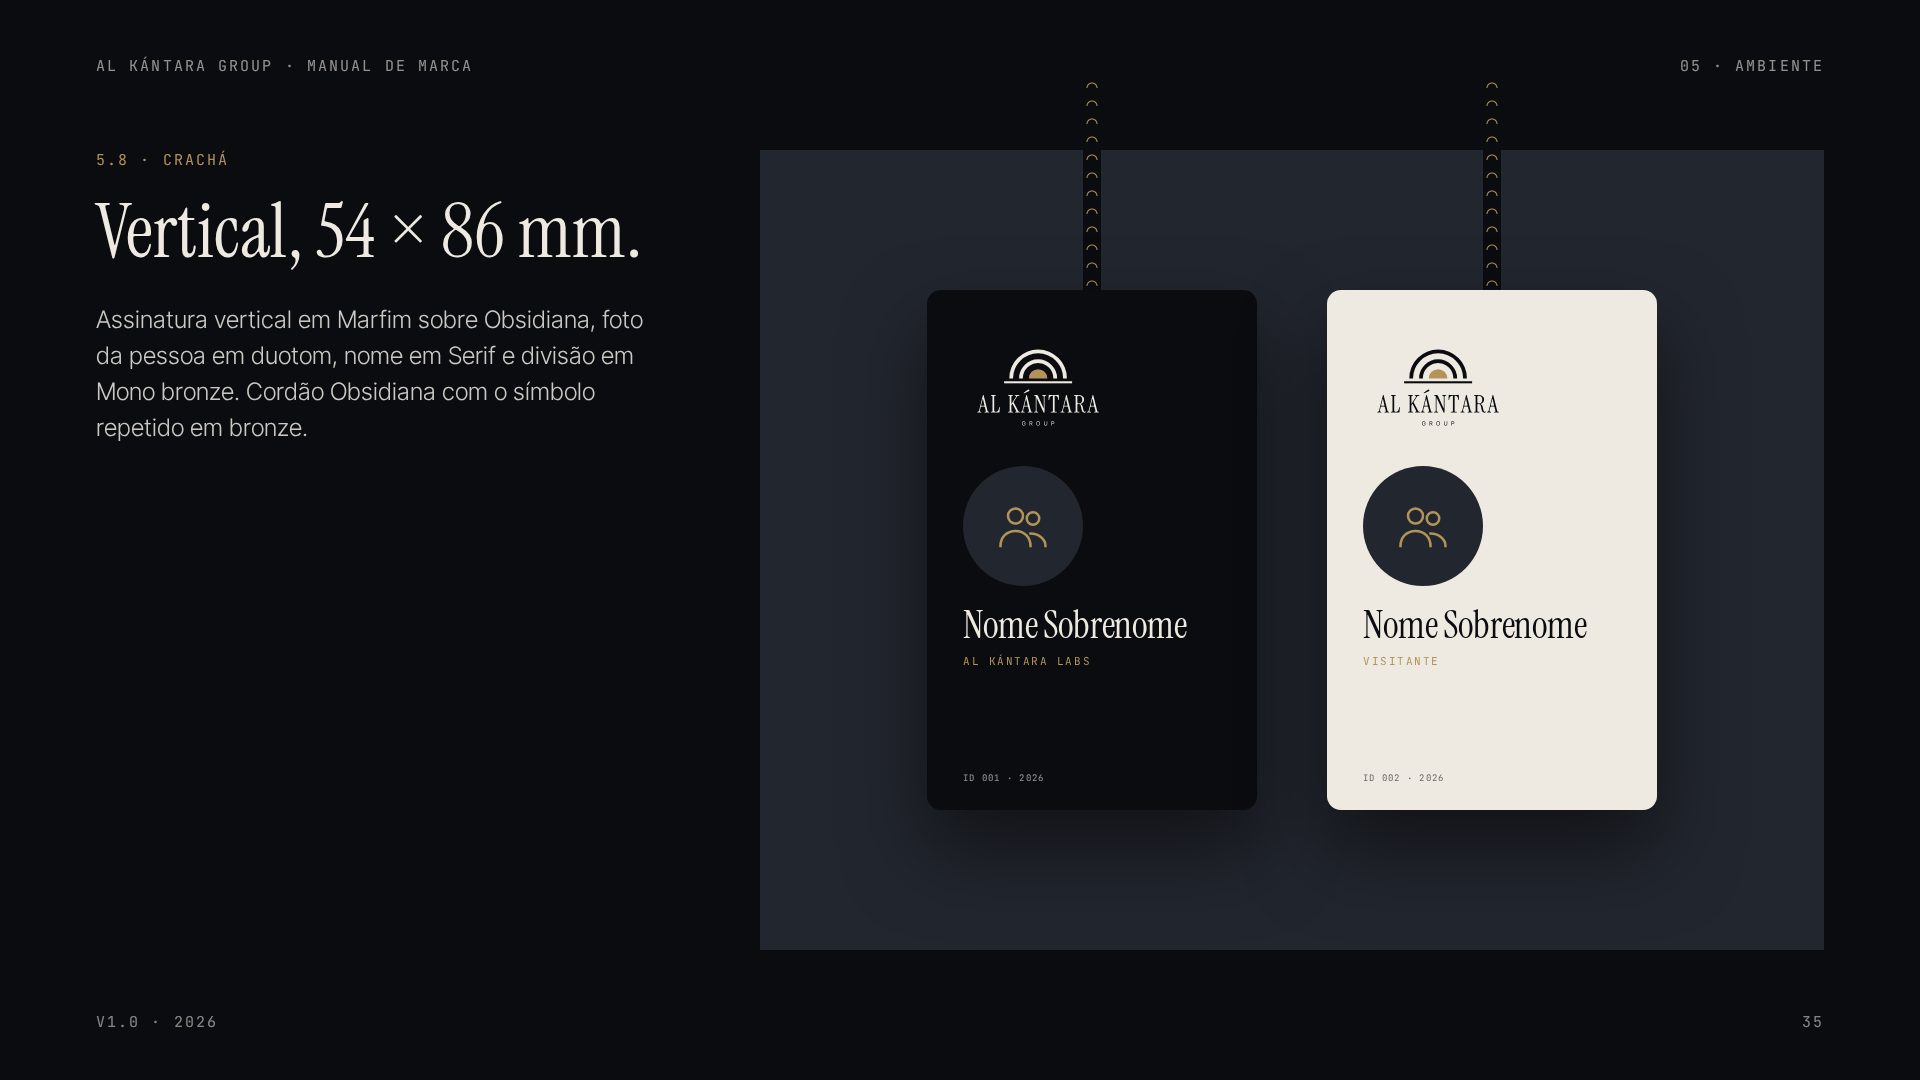 AL KÁNTARA GROUP · MANUAL DE MARCA
05 · AMBIENTE
5.8 · CRACHÁ
Vertical, 54 × 86 mm.
Assinatura vertical em Marfim sobre Obsidiana, foto
da pessoa em duotom, nome em Serif e divisão em
Mono bronze. Cordão Obsidiana com o símbolo
repetido em bronze.
AL KÁNTARA
GROUP
Nome Sobrenome
AL KÁNTARA LABS
ID 001 · 2026
AL KÁNTARA
GROUP
Nome Sobrenome
VISITANTE
ID 002 · 2026
V1.0 · 2026
35